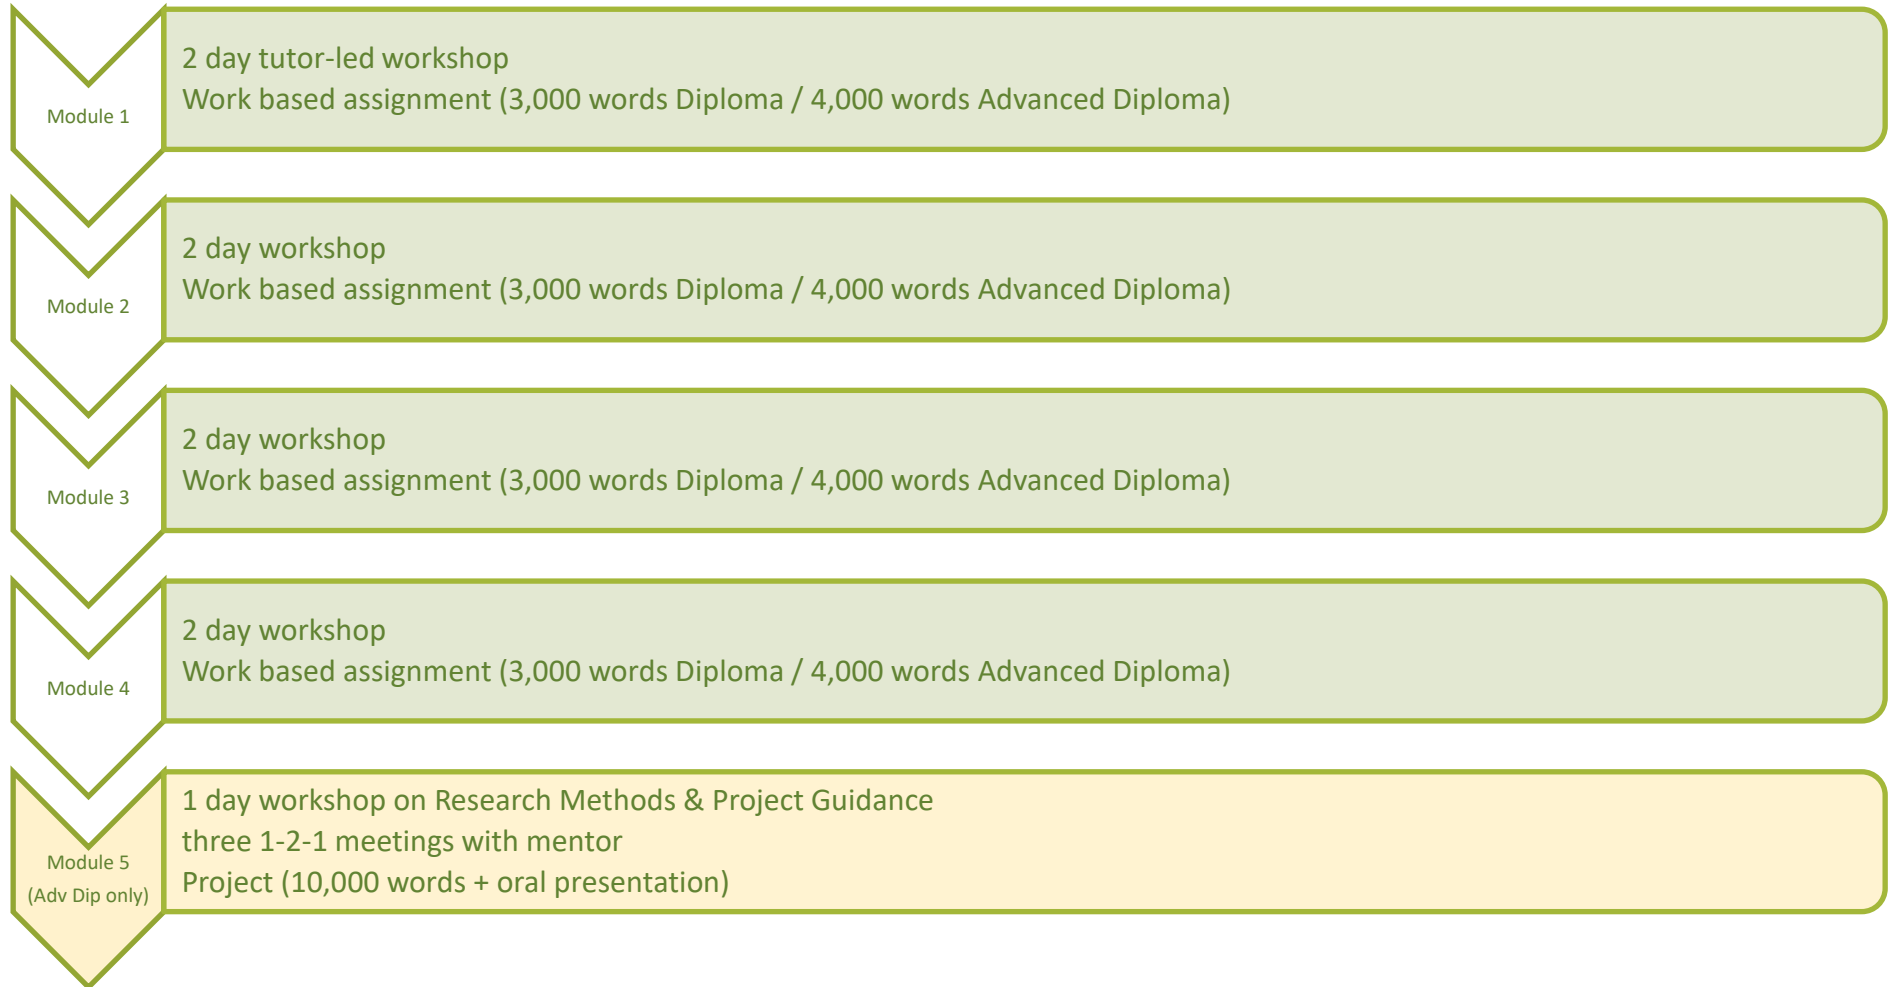 Module 1
2 day tutor-led workshop
Work based assignment (3,000 words Diploma / 4,000 words Advanced Diploma)
Module 2
2 day workshop
Work based assignment (3,000 words Diploma / 4,000 words Advanced Diploma)
Module 3
2 day workshop
Work based assignment (3,000 words Diploma / 4,000 words Advanced Diploma)
Module 4
2 day workshop
Work based assignment (3,000 words Diploma / 4,000 words Advanced Diploma)
Module 5
(Adv Dip only)
1 day workshop on Research Methods & Project Guidance
three 1-2-1 meetings with mentor
Project (10,000 words + oral presentation)